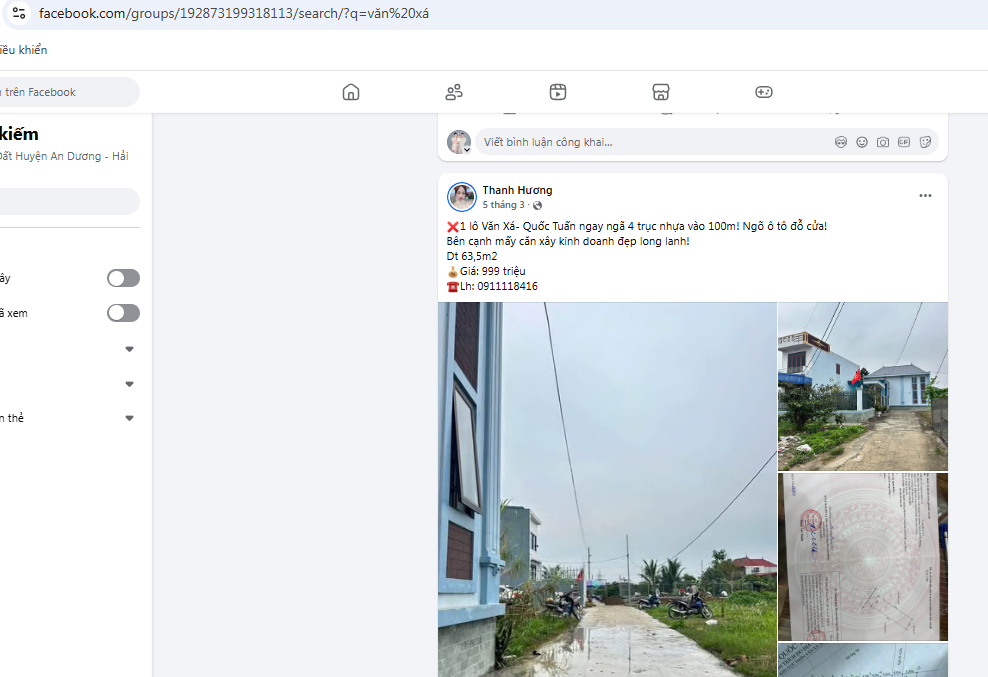 facebook.com/groups/192873199318113/search/?q=văn%20xá
iều khiển
trên Facebook
kiếm
Đất Huyện An Dương - Hải
Viết bình luận công khai...
GIF
Thanh Hương
5 tháng 3 ·
❌1 lô Văn Xá- Quốc Tuấn ngay ngã 4 trục nhựa vào 100m! Ngõ ô tô đỗ cửa!
Bên cạnh mấy căn xây kinh doanh đẹp long lanh!
Dt 63,5m2
Giá: 999 triệu
☎️Lh: 0911118416
ây
ã xem
n thẻ